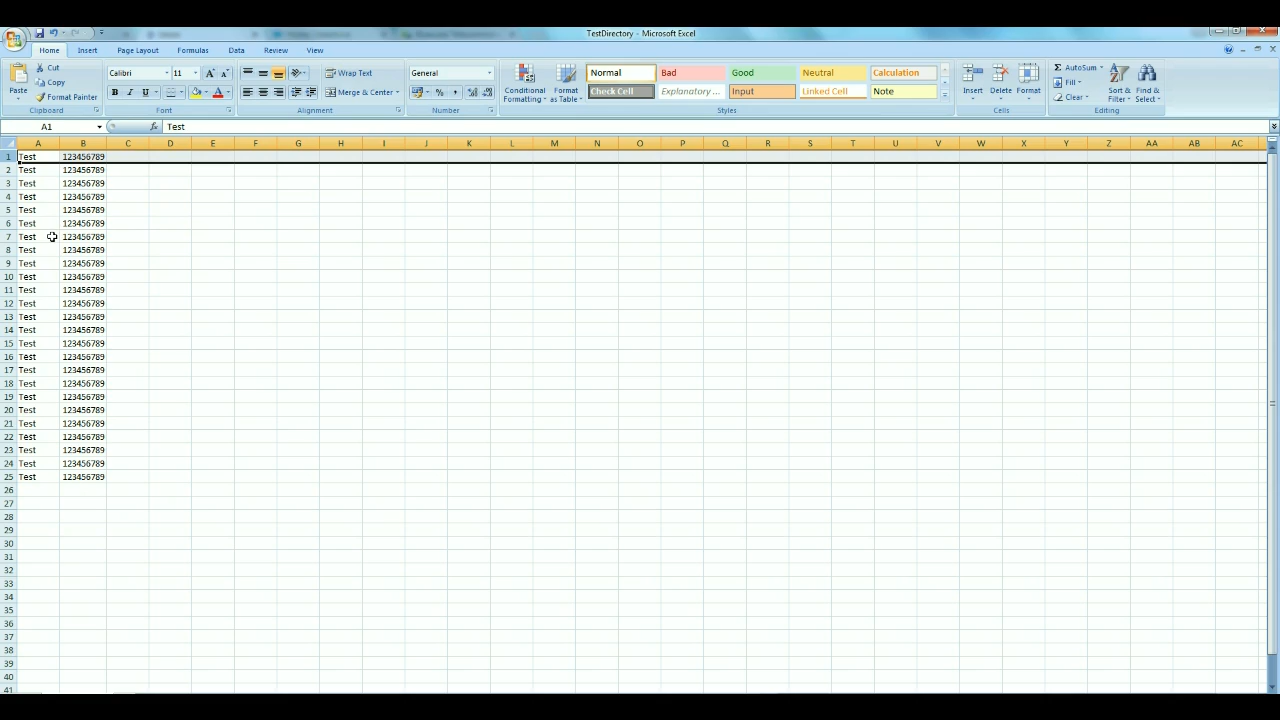 TestDirectory - Microsoft Excel
Home Insert Page Layout Formulas Data Review View
Paste Cut Copy Format Painter Clipboard
Calibri 11 A A B I U A Font
Wrap Text Merge & Center Alignment
General % , Number
Conditional Formatting Format as Table
Normal Bad Good Neutral Calculation
Check Cell Explanatory ... Input Linked Cell Note
Styles
Insert Delete Format Cells
Σ AutoSum Fill Clear Sort & Filter Find & Select Editing
A1 fx Test
A B C D E F G H I J K L M N O P Q R S T U V W X Y Z AA AB AC
1 Test 123456789
2 Test 123456789
3 Test 123456789
4 Test 123456789
5 Test 123456789
6 Test 123456789
7 Test 123456789
8 Test 123456789
9 Test 123456789
10 Test 123456789
11 Test 123456789
12 Test 123456789
13 Test 123456789
14 Test 123456789
15 Test 123456789
16 Test 123456789
17 Test 123456789
18 Test 123456789
19 Test 123456789
20 Test 123456789
21 Test 123456789
22 Test 123456789
23 Test 123456789
24 Test 123456789
25 Test 123456789
26
27
28
29
30
31
32
33
34
35
36
37
38
39
40
41